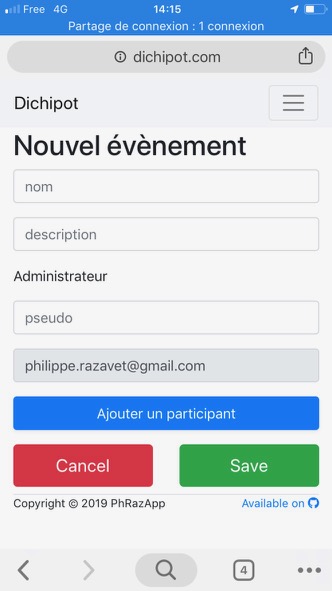 Free 4G 14:15
Partage de connexion : 1 connexion
dichipot.com
Dichipot
Nouvel évènement
nom
description
Administrateur
pseudo
philippe.razavet@gmail.com
Ajouter un participant
Cancel Save
Copyright © 2019 PhRazApp Available on
4